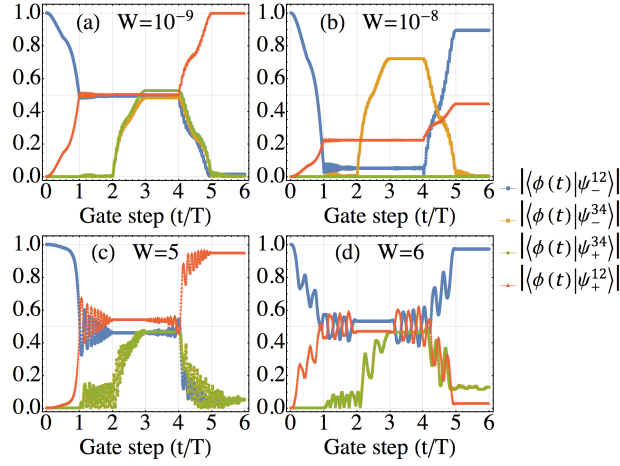 (a) W=10⁻⁹
(b) W=10⁻⁸
1.0
0.8
0.6
0.4
0.2
0.0
0 1 2 3 4 5 6
Gate step (t/T)
1.0
0.8
0.6
0.4
0.2
0.0
0 1 2 3 4 5 6
Gate step (t/T)
(c) W=5
(d) W=6
1.0
0.8
0.6
0.4
0.2
0.0
0 1 2 3 4 5 6
Gate step (t/T)
1.0
0.8
0.6
0.4
0.2
0.0
0 1 2 3 4 5 6
Gate step (t/T)
|⟨ϕ(t)|ψ₋¹²⟩|
|⟨ϕ(t)|ψ₋³⁴⟩|
|⟨ϕ(t)|ψ₊³⁴⟩|
|⟨ϕ(t)|ψ₊¹²⟩|